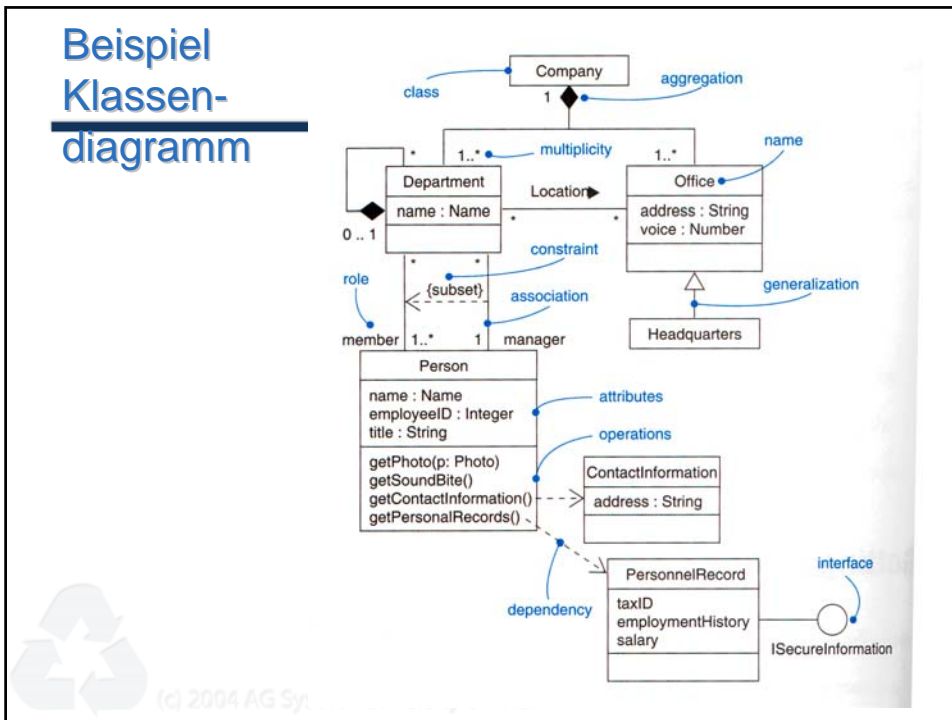 Beispiel
Klassen-
diagramm
Company
class
aggregation
1
multiplicity
name
*
1..*
1..*
Department
name : Name
0 .. 1
Location
*
*
Office
address : String
voice : Number
generalization
Headquarters
*
*
constraint
{subset}
role
association
member
1..*
1
manager
Person
name : Name
employeeID : Integer
title : String
attributes
operations
getPhoto(p: Photo)
getSoundBite()
getContactInformation()
getPersonalRecords()
ContactInformation
address : String
dependency
PersonnelRecord
taxID
employmentHistory
salary
interface
ISecureInformation
(c) 2004 AG